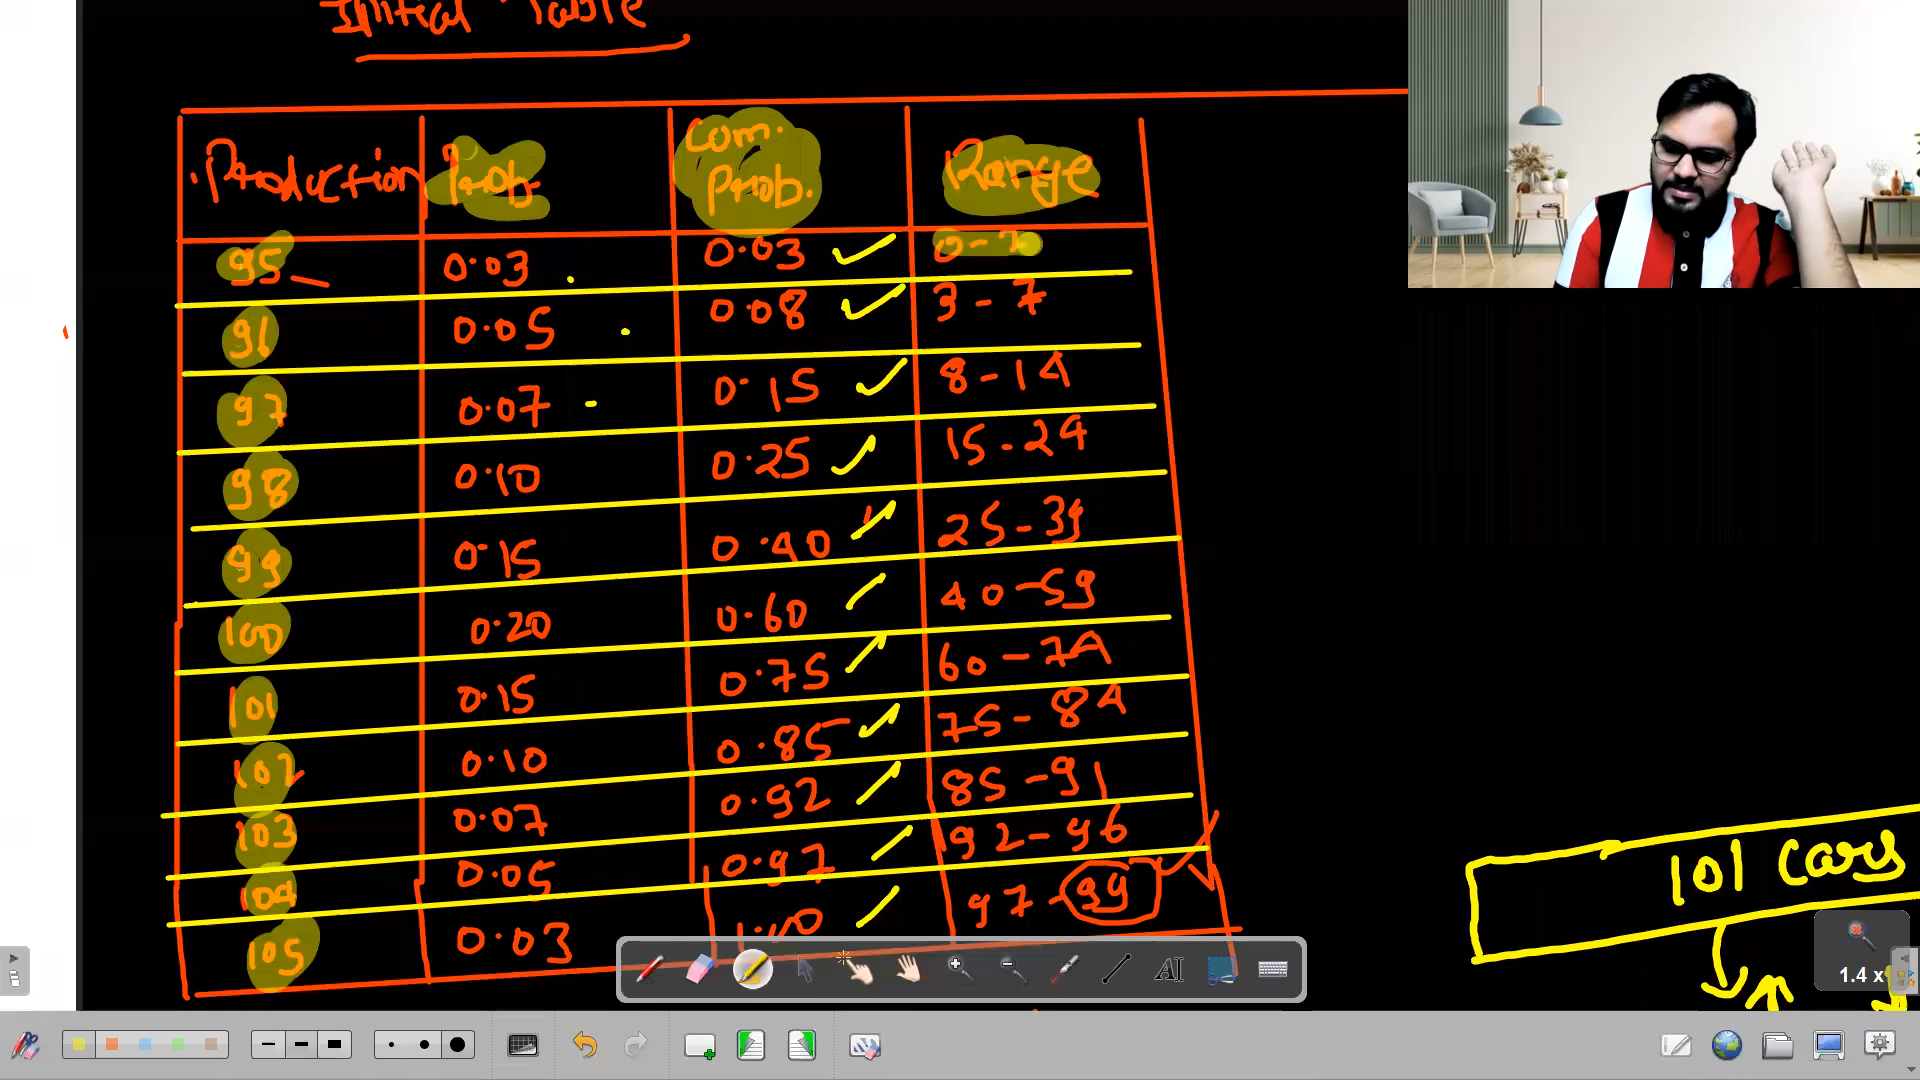 Initial Table
Production Prob. Com. Prob. Range
95 0.03 0.03 0-2
91 0.05 0.08 3-7
97 0.07 0.15 8-14
98 0.10 0.25 15-24
99 0.15 0.40 25-39
100 0.20 0.60 40-59
101 0.15 0.75 60-74
102 0.10 0.85 75-84
103 0.07 0.92 85-91
104 0.05 0.97 92-96
105 0.03 1.00 97-99
101 cars
1.4 x
AI